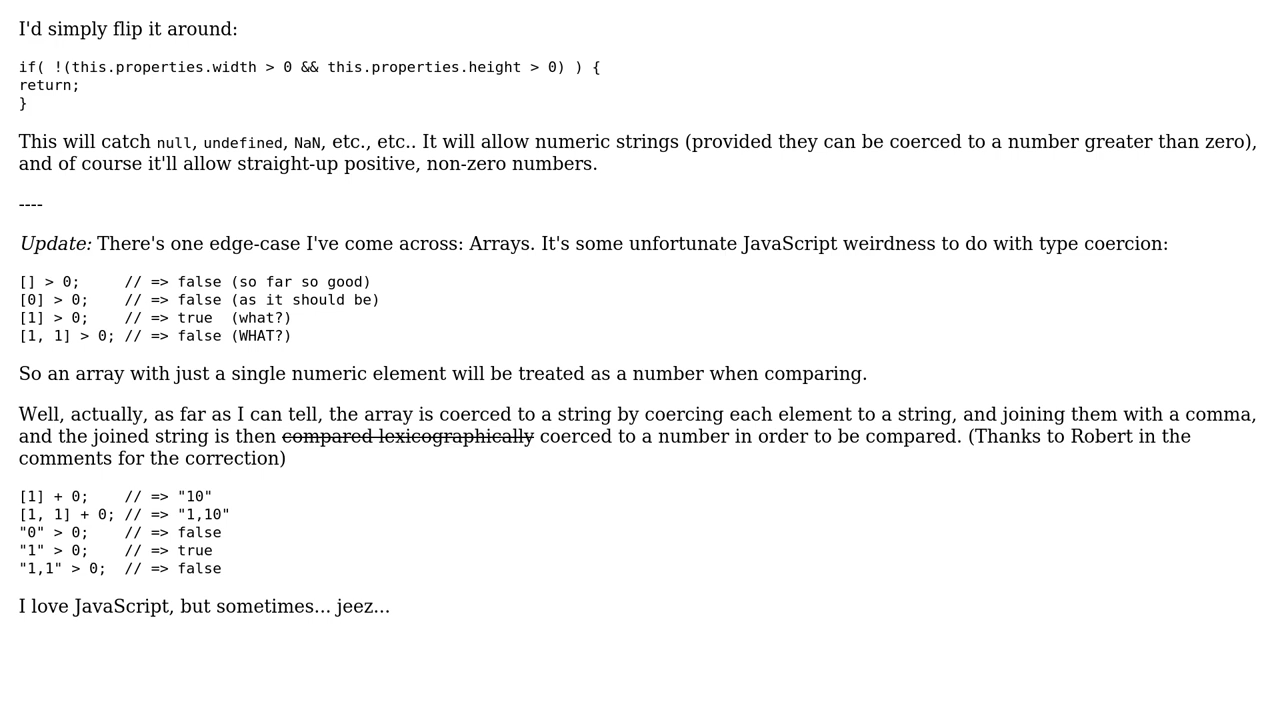 I'd simply flip it around:
if( !(this.properties.width > 0 && this.properties.height > 0) ) {
return;
}
This will catch null, undefined, NaN, etc., etc.. It will allow numeric strings (provided they can be coerced to a number greater than zero),
and of course it'll allow straight-up positive, non-zero numbers.
----
Update: There's one edge-case I've come across: Arrays. It's some unfortunate JavaScript weirdness to do with type coercion:
[] > 0;     // => false (so far so good)
[0] > 0;    // => false (as it should be)
[1] > 0;    // => true  (what?)
[1, 1] > 0; // => false (WHAT?)
So an array with just a single numeric element will be treated as a number when comparing.
Well, actually, as far as I can tell, the array is coerced to a string by coercing each element to a string, and joining them with a comma,
and the joined string is then compared lexicographically coerced to a number in order to be compared. (Thanks to Robert in the
comments for the correction)
[1] + 0;    // => "10"
[1, 1] + 0; // => "1,10"
"0" > 0;    // => false
"1" > 0;    // => true
"1,1" > 0;  // => false
I love JavaScript, but sometimes... jeez...